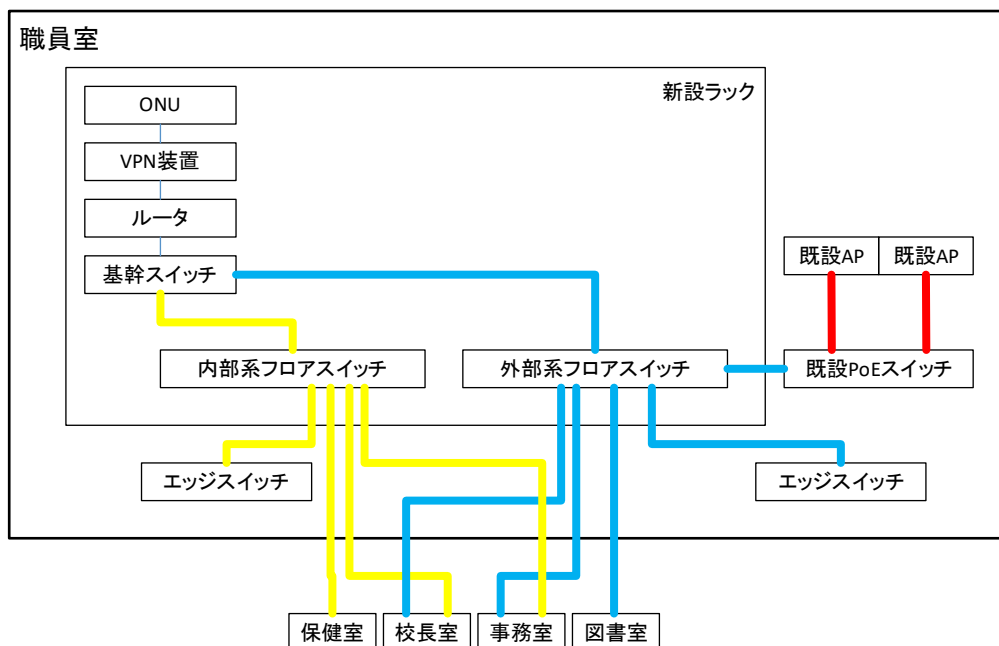 職員室
新設ラック
ONU
VPN装置
ルータ
基幹スイッチ
既設AP
既設AP
内部系フロアスイッチ
外部系フロアスイッチ
既設PoEスイッチ
エッジスイッチ
エッジスイッチ
保健室
校長室
事務室
図書室